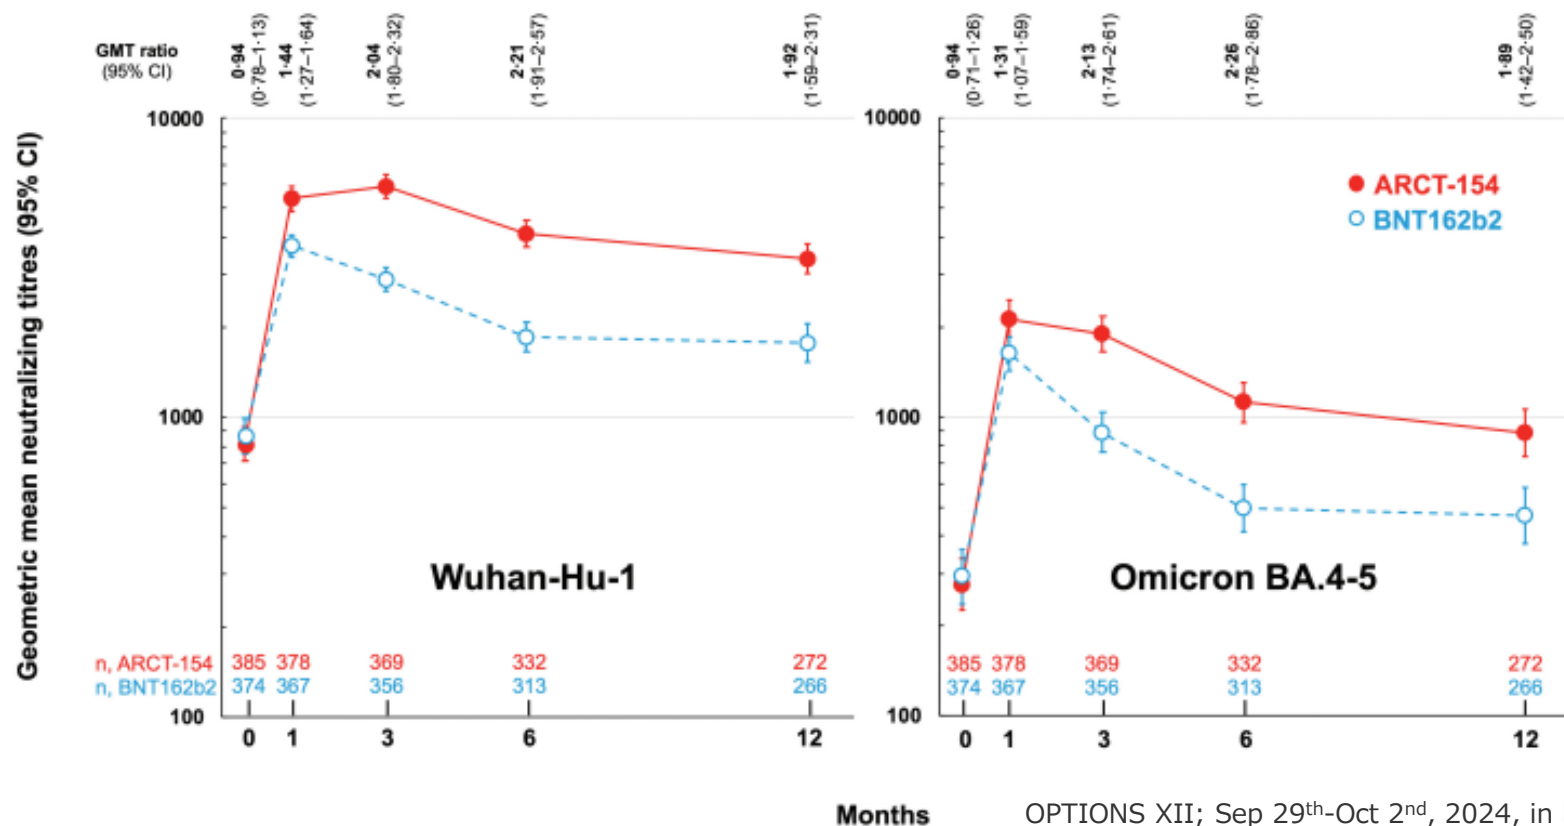 GMT ratio
(95% CI)
0·94
(0·78–1·13)
1·44
(1·27–1·64)
2·04
(1·80–2·32)
2·21
(1·91–2·57)
1·92
(1·59–2·31)
0·94
(0·71–1·26)
1·31
(1·07–1·59)
2·13
(1·74–2·61)
2·26
(1·78–2·86)
1·89
(1·42–2·50)
Geometric mean neutralizing titres (95% CI)
10000
1000
100
Wuhan-Hu-1
n, ARCT-154 385 378 369 332 272
n, BNT162b2 374 367 356 313 266
0 1 3 6 12
10000
1000
100
ARCT-154
BNT162b2
Omicron BA.4-5
385 378 369 332 272
374 367 356 313 266
0 1 3 6 12
Months
OPTIONS XII; Sep 29th-Oct 2nd, 2024, in